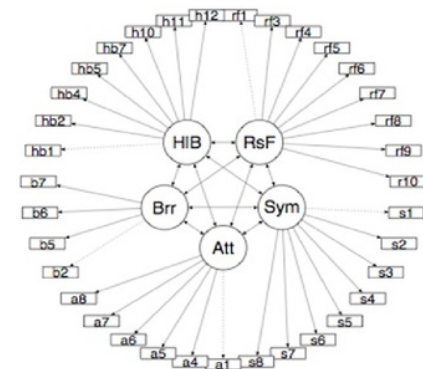 h12 rf1
h11 rf3
h10 rf4
hb7 rf5
hb5 rf6
hb4 rf7
hb2 rf8
hb1 HlB RsF rf9
b7 r10
b6 Brr Sym s1
b5 s2
b2 Att s3
a8 s4
a7 s5
a6 s6
a5 s7
a4 a1 s8